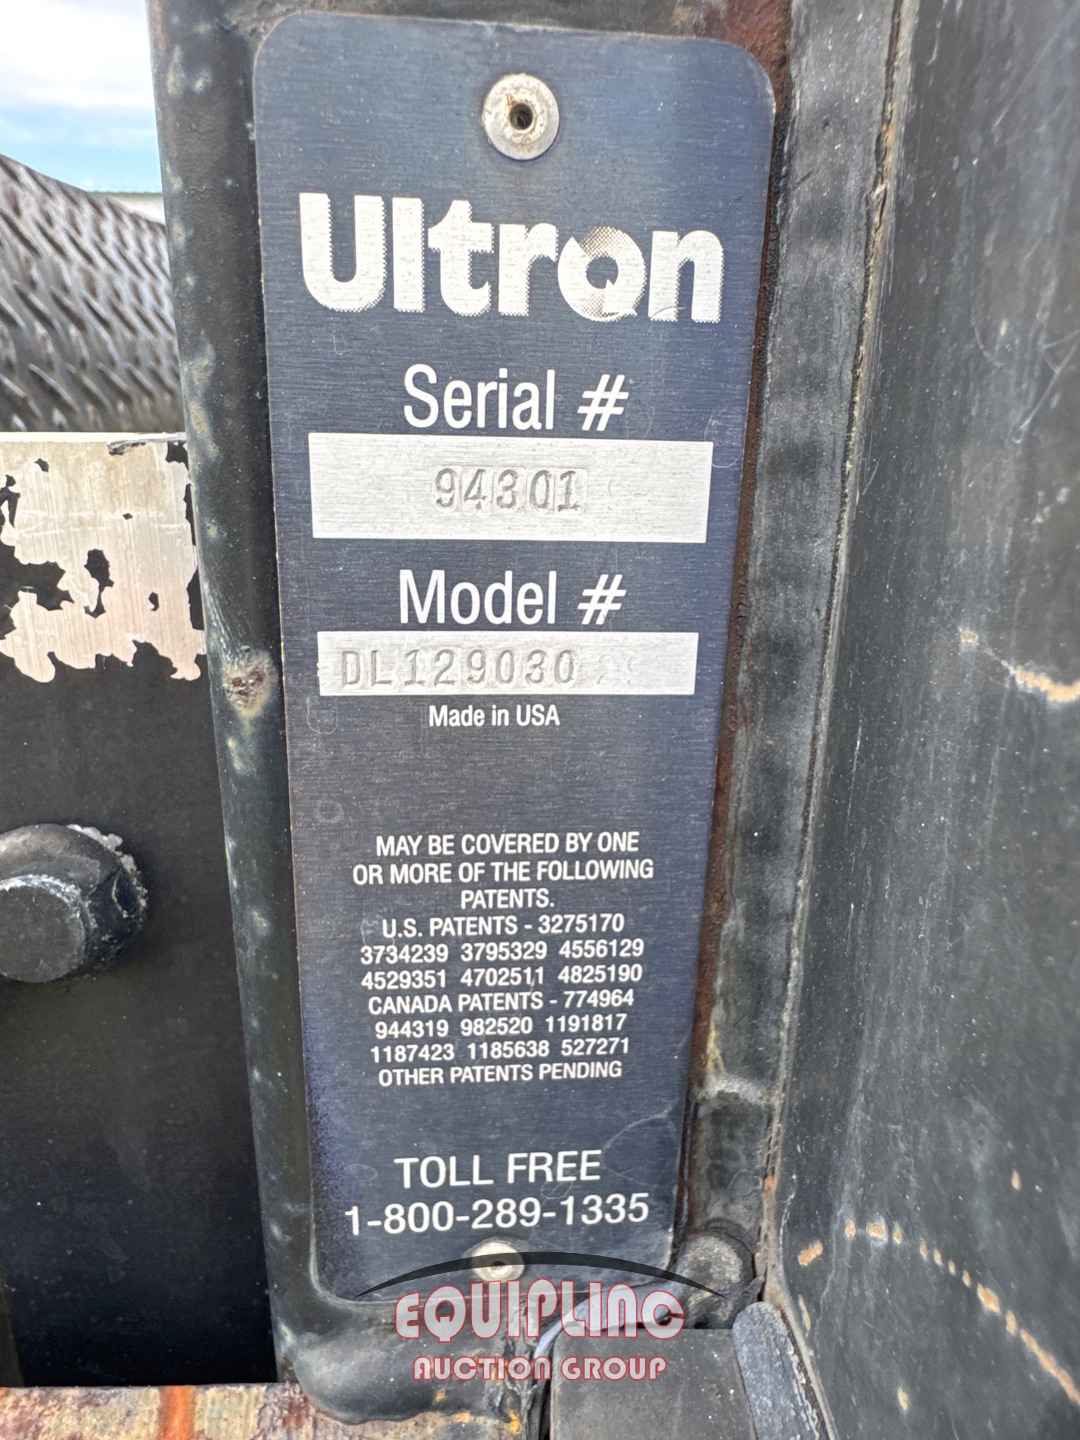 Ultron
Serial #
94301
Model #
DL129030
Made in USA
MAY BE COVERED BY ONE
OR MORE OF THE FOLLOWING
PATENTS.
U.S. PATENTS - 3275170
3734239 3795329 4556129
4529351 4702511 4825190
CANADA PATENTS - 774964
944319 982520 1191817
1187423 1185638 527271
OTHER PATENTS PENDING
TOLL FREE
1-800-289-1335
EQUIPLINC
AUCTION GROUP